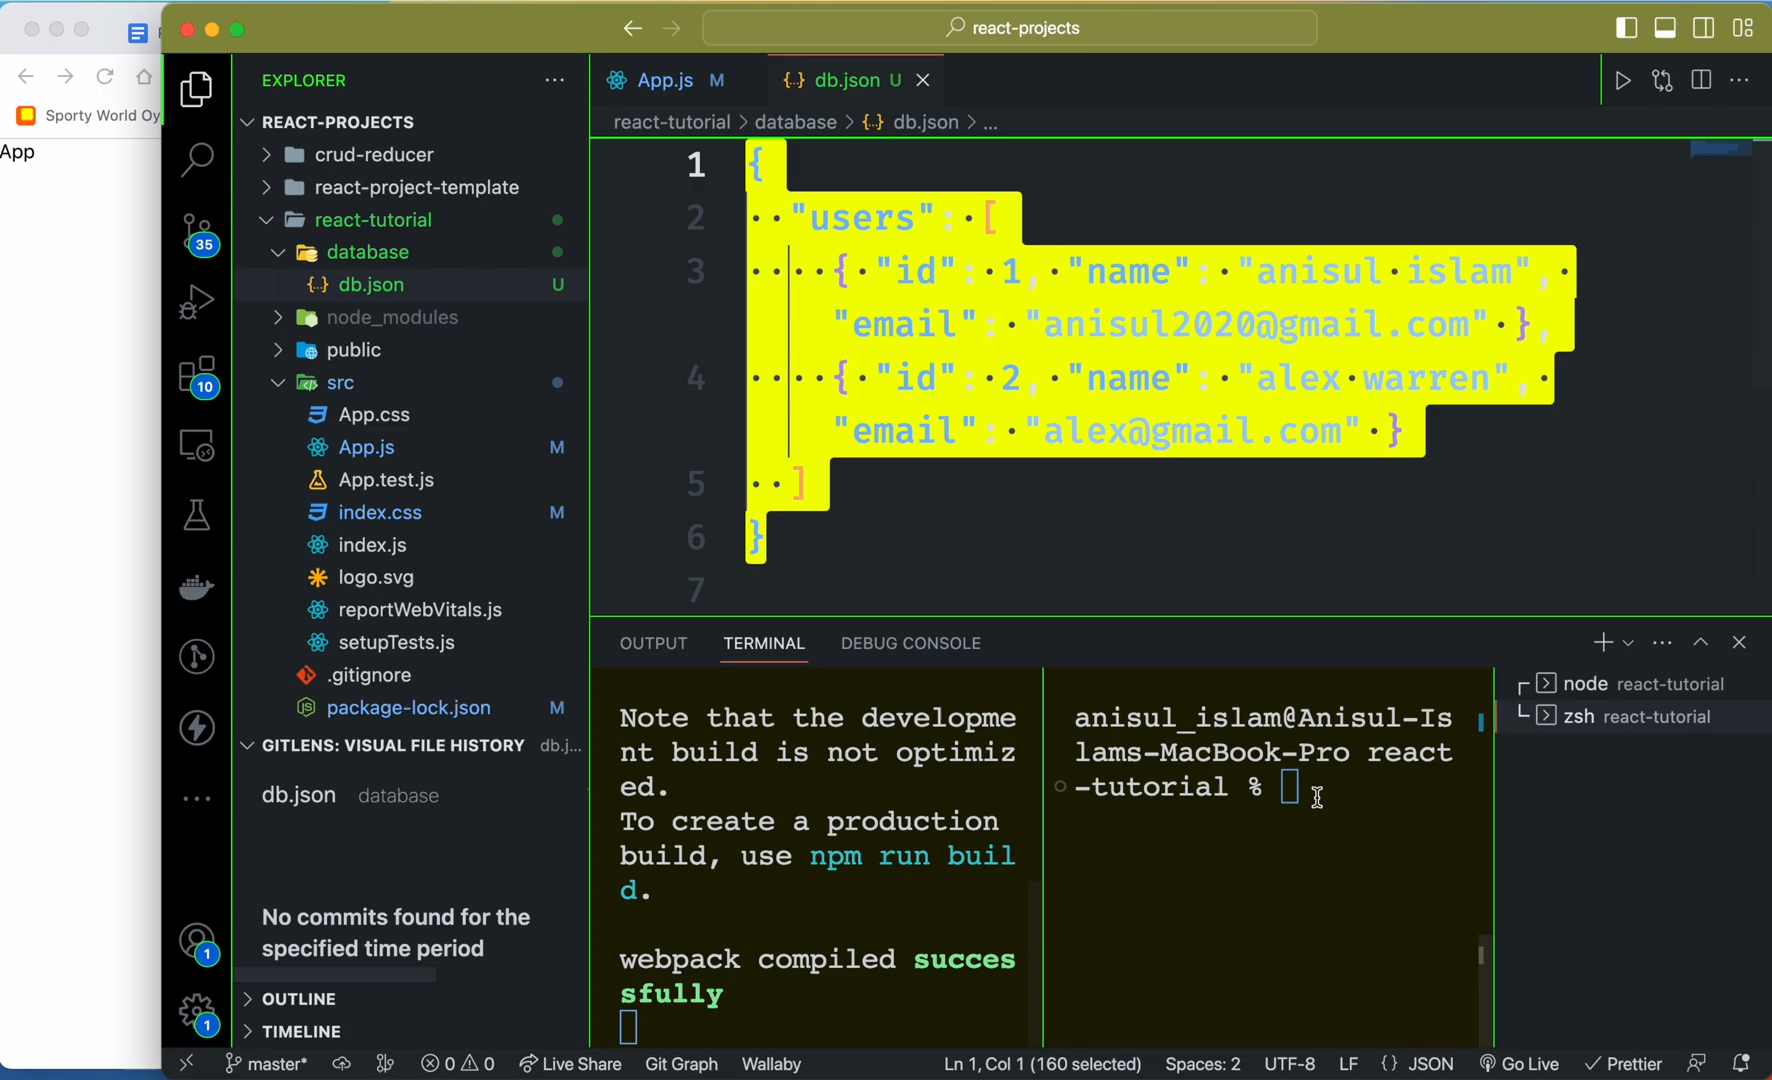 react-projects
Sporty World Oy
App
EXPLORER
REACT-PROJECTS
crud-reducer
react-project-template
react-tutorial
database
db.json U
node_modules
public
src
App.css
App.js M
App.test.js
index.css M
index.js
logo.svg
reportWebVitals.js
setupTests.js
.gitignore
package-lock.json M
GITLENS: VISUAL FILE HISTORY db.j...
db.json database
No commits found for the
specified time period
OUTLINE
TIMELINE
35
10
1
1
App.js M
{..} db.json U
react-tutorial > database > {..} db.json > ...
1 {
2 "users": [
3 { "id": 1, "name": "anisul islam",
"email": "anisul2020@gmail.com" },
4 { "id": 2, "name": "alex warren",
"email": "alex@gmail.com" }
5 ]
6 }
7
OUTPUT TERMINAL DEBUG CONSOLE
Note that the developme
nt build is not optimiz
ed.
To create a production
build, use npm run buil
d.
webpack compiled succes
sfully
anisul_islam@Anisul-Is
lams-MacBook-Pro react
-tutorial %
node react-tutorial
zsh react-tutorial
master* 0 0 Live Share Git Graph Wallaby Ln 1, Col 1 (160 selected) Spaces: 2 UTF-8 LF {} JSON Go Live Prettier